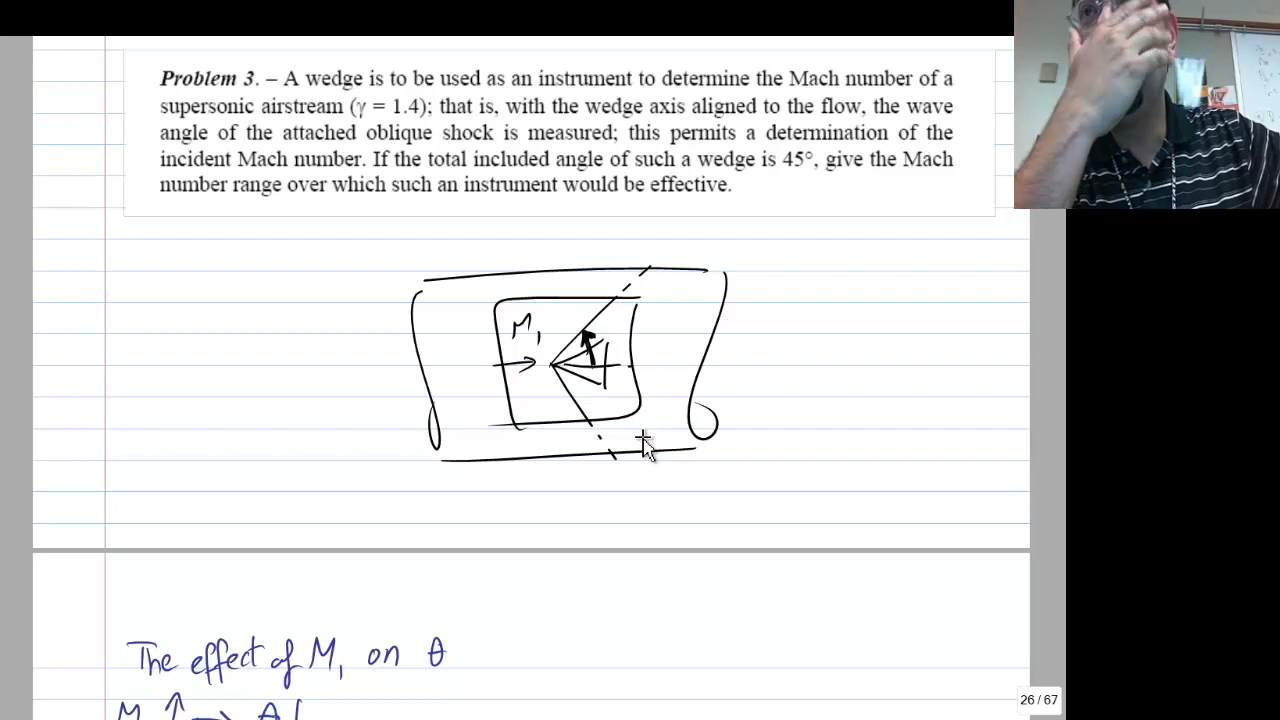 Problem 3. – A wedge is to be used as an instrument to determine the Mach number of a
supersonic airstream (γ = 1.4); that is, with the wedge axis aligned to the flow, the wave
angle of the attached oblique shock is measured; this permits a determination of the
incident Mach number. If the total included angle of such a wedge is 45°, give the Mach
number range over which such an instrument would be effective.
M₁
The effect of M₁ on θ
M ↑ → θ
26 / 67